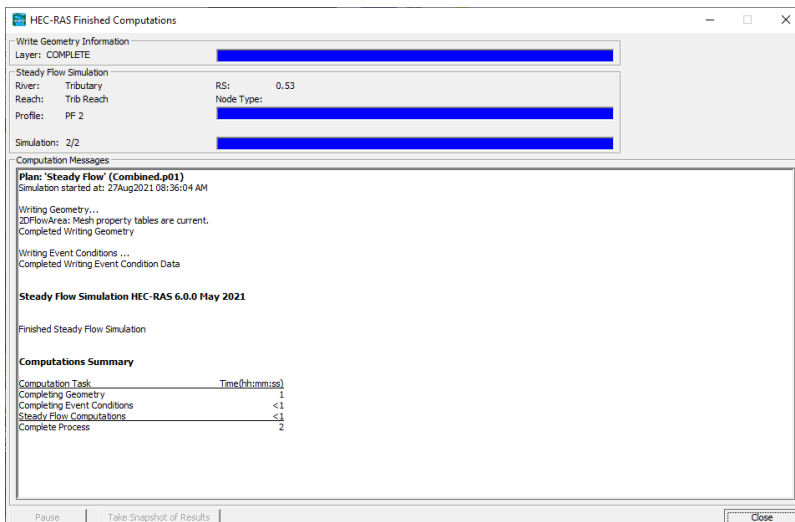 HEC-RAS Finished Computations
Write Geometry Information
Layer: COMPLETE
Steady Flow Simulation
River: Tributary RS: 0.53
Reach: Trib Reach Node Type:
Profile: PF 2
Simulation: 2/2
Computation Messages
Plan: 'Steady Flow' (Combined.p01)
Simulation started at: 27Aug2021 08:36:04 AM
Writing Geometry...
2DFlowArea: Mesh property tables are current.
Completed Writing Geometry
Writing Event Conditions ...
Completed Writing Event Condition Data
Steady Flow Simulation HEC-RAS 6.0.0 May 2021
Finished Steady Flow Simulation
Computations Summary
Computation Task Time(hh:mm:ss)
Completing Geometry 1
Completing Event Conditions <1
Steady Flow Computations <1
Complete Process 2
Pause Take Snapshot of Results Close